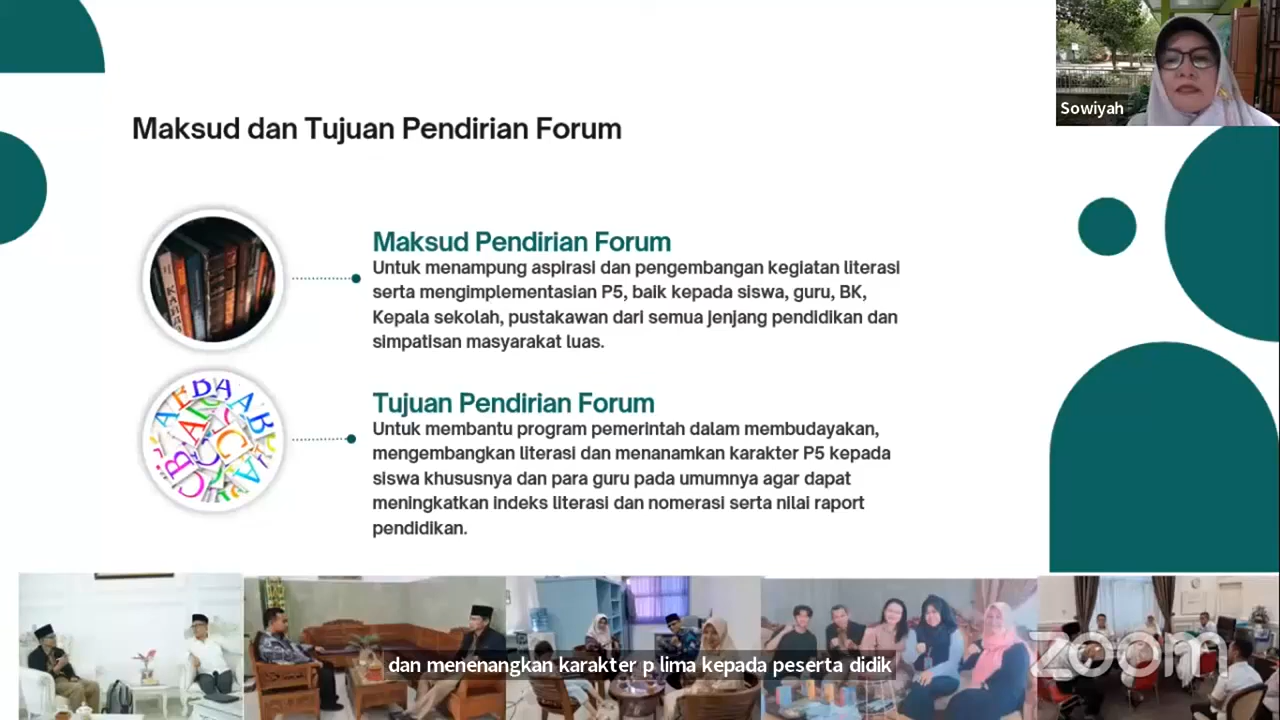 Sowiyah
Maksud dan Tujuan Pendirian Forum
Maksud Pendirian Forum
Untuk menampung aspirasi dan pengembangan kegiatan literasi
serta mengimplementasian P5, baik kepada siswa, guru, BK,
Kepala sekolah, pustakawan dari semua jenjang pendidikan dan
simpatisan masyarakat luas.
Tujuan Pendirian Forum
Untuk membantu program pemerintah dalam membudayakan,
mengembangkan literasi dan menanamkan karakter P5 kepada
siswa khususnya dan para guru pada umumnya agar dapat
meningkatkan indeks literasi dan nomerasi serta nilai raport
pendidikan.
dan menenangkan karakter p lima kepada peserta didik
zoom